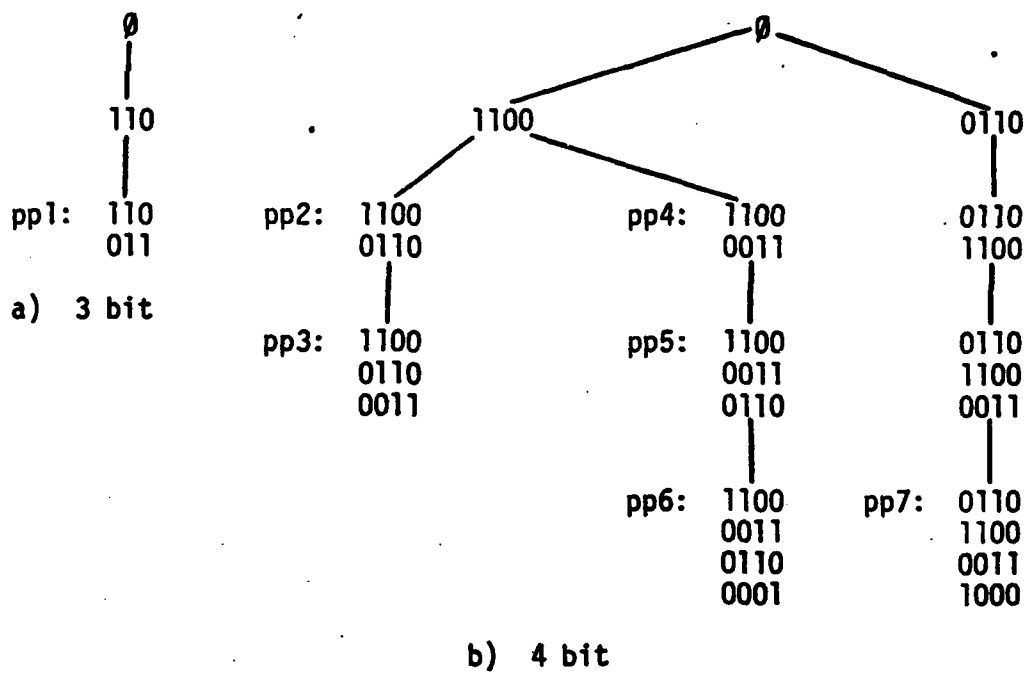 Ø Ø
110 1100 0110
pp1: 110 pp2: 1100 pp4: 1100 0110
011 0110 0011 1100
a) 3 bit
pp3: 1100 pp5: 1100 0110
0110 0011 1100
0011 0110 0011
pp6: 1100 pp7: 0110
0011 1100
0110 0011
0001 1000
b) 4 bit